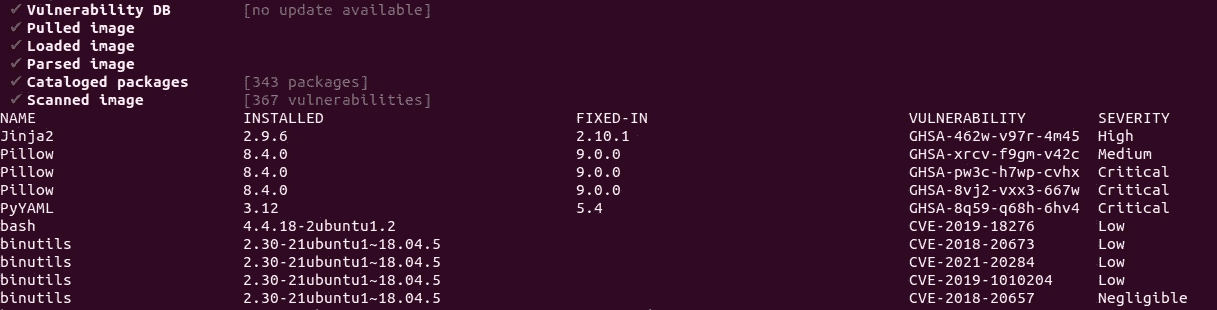 ✔ Vulnerability DB [no update available]
✔ Pulled image
✔ Loaded image
✔ Parsed image
✔ Cataloged packages [343 packages]
✔ Scanned image [367 vulnerabilities]
NAME INSTALLED FIXED-IN VULNERABILITY SEVERITY
Jinja2 2.9.6 2.10.1 GHSA-462w-v97r-4m45 High
Pillow 8.4.0 9.0.0 GHSA-xrcv-f9gm-v42c Medium
Pillow 8.4.0 9.0.0 GHSA-pw3c-h7wp-cvhx Critical
Pillow 8.4.0 9.0.0 GHSA-8vj2-vxx3-667w Critical
PyYAML 3.12 5.4 GHSA-8q59-q68h-6hv4 Critical
bash 4.4.18-2ubuntu1.2 CVE-2019-18276 Low
binutils 2.30-21ubuntu1~18.04.5 CVE-2018-20673 Low
binutils 2.30-21ubuntu1~18.04.5 CVE-2021-20284 Low
binutils 2.30-21ubuntu1~18.04.5 CVE-2019-1010204 Low
binutils 2.30-21ubuntu1~18.04.5 CVE-2018-20657 Negligible